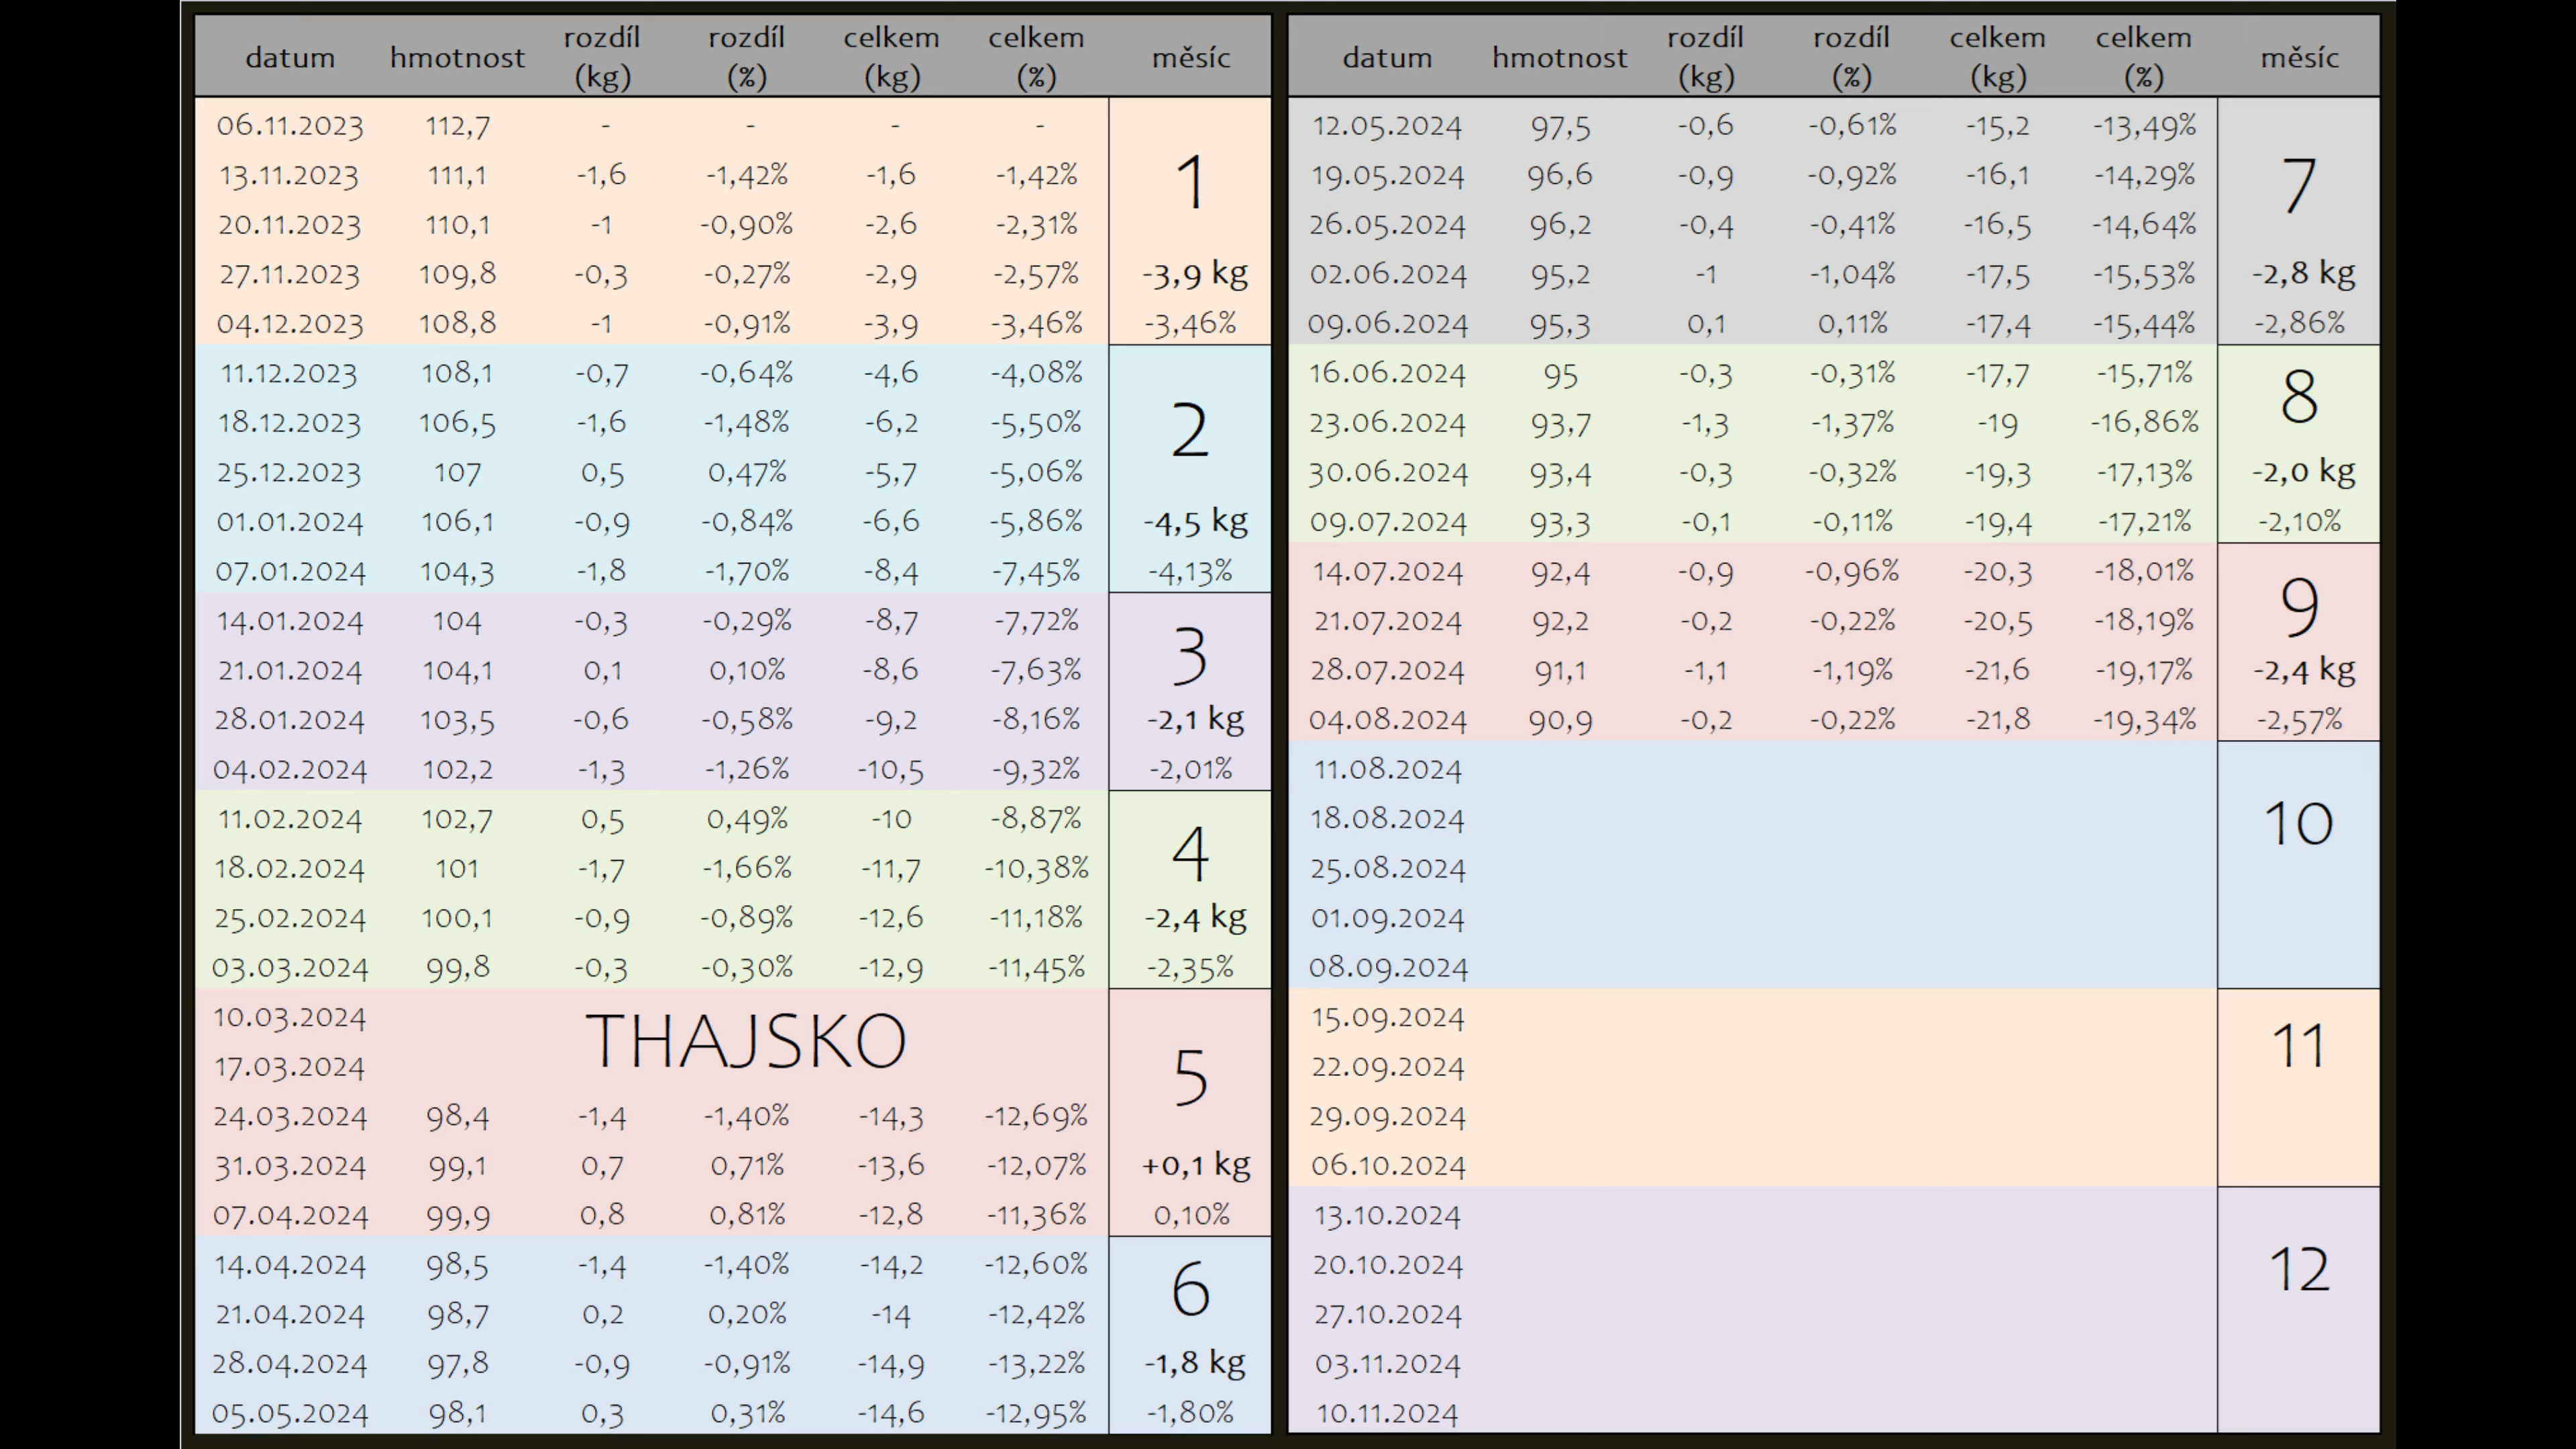 datum hmotnost rozdíl (kg) rozdíl (%) celkem (kg) celkem (%) měsíc
06.11.2023 112,7 - - - -
13.11.2023 111,1 -1,6 -1,42% -1,6 -1,42% 1
20.11.2023 110,1 -1 -0,90% -2,6 -2,31%
27.11.2023 109,8 -0,3 -0,27% -2,9 -2,57% -3,9 kg
04.12.2023 108,8 -1 -0,91% -3,9 -3,46% -3,46%
11.12.2023 108,1 -0,7 -0,64% -4,6 -4,08%
18.12.2023 106,5 -1,6 -1,48% -6,2 -5,50% 2
25.12.2023 107 0,5 0,47% -5,7 -5,06%
01.01.2024 106,1 -0,9 -0,84% -6,6 -5,86% -4,5 kg
07.01.2024 104,3 -1,8 -1,70% -8,4 -7,45% -4,13%
14.01.2024 104 -0,3 -0,29% -8,7 -7,72%
21.01.2024 104,1 0,1 0,10% -8,6 -7,63% 3
28.01.2024 103,5 -0,6 -0,58% -9,2 -8,16% -2,1 kg
04.02.2024 102,2 -1,3 -1,26% -10,5 -9,32% -2,01%
11.02.2024 102,7 0,5 0,49% -10 -8,87%
18.02.2024 101 -1,7 -1,66% -11,7 -10,38% 4
25.02.2024 100,1 -0,9 -0,89% -12,6 -11,18% -2,4 kg
03.03.2024 99,8 -0,3 -0,30% -12,9 -11,45% -2,35%
10.03.2024 THAJSKO
17.03.2024 5
24.03.2024 98,4 -1,4 -1,40% -14,3 -12,69%
31.03.2024 99,1 0,7 0,71% -13,6 -12,07% +0,1 kg
07.04.2024 99,9 0,8 0,81% -12,8 -11,36% 0,10%
14.04.2024 98,5 -1,4 -1,40% -14,2 -12,60% 6
21.04.2024 98,7 0,2 0,20% -14 -12,42%
28.04.2024 97,8 -0,9 -0,91% -14,9 -13,22% -1,8 kg
05.05.2024 98,1 0,3 0,31% -14,6 -12,95% -1,80%
datum hmotnost rozdíl (kg) rozdíl (%) celkem (kg) celkem (%) měsíc
12.05.2024 97,5 -0,6 -0,61% -15,2 -13,49%
19.05.2024 96,6 -0,9 -0,92% -16,1 -14,29% 7
26.05.2024 96,2 -0,4 -0,41% -16,5 -14,64%
02.06.2024 95,2 -1 -1,04% -17,5 -15,53% -2,8 kg
09.06.2024 95,3 0,1 0,11% -17,4 -15,44% -2,86%
16.06.2024 95 -0,3 -0,31% -17,7 -15,71% 8
23.06.2024 93,7 -1,3 -1,37% -19 -16,86%
30.06.2024 93,4 -0,3 -0,32% -19,3 -17,13% -2,0 kg
09.07.2024 93,3 -0,1 -0,11% -19,4 -17,21% -2,10%
14.07.2024 92,4 -0,9 -0,96% -20,3 -18,01%
21.07.2024 92,2 -0,2 -0,22% -20,5 -18,19% 9
28.07.2024 91,1 -1,1 -1,19% -21,6 -19,17% -2,4 kg
04.08.2024 90,9 -0,2 -0,22% -21,8 -19,34% -2,57%
11.08.2024
18.08.2024 10
25.08.2024
01.09.2024
08.09.2024
15.09.2024
22.09.2024 11
29.09.2024
06.10.2024
13.10.2024
20.10.2024 12
27.10.2024
03.11.2024
10.11.2024